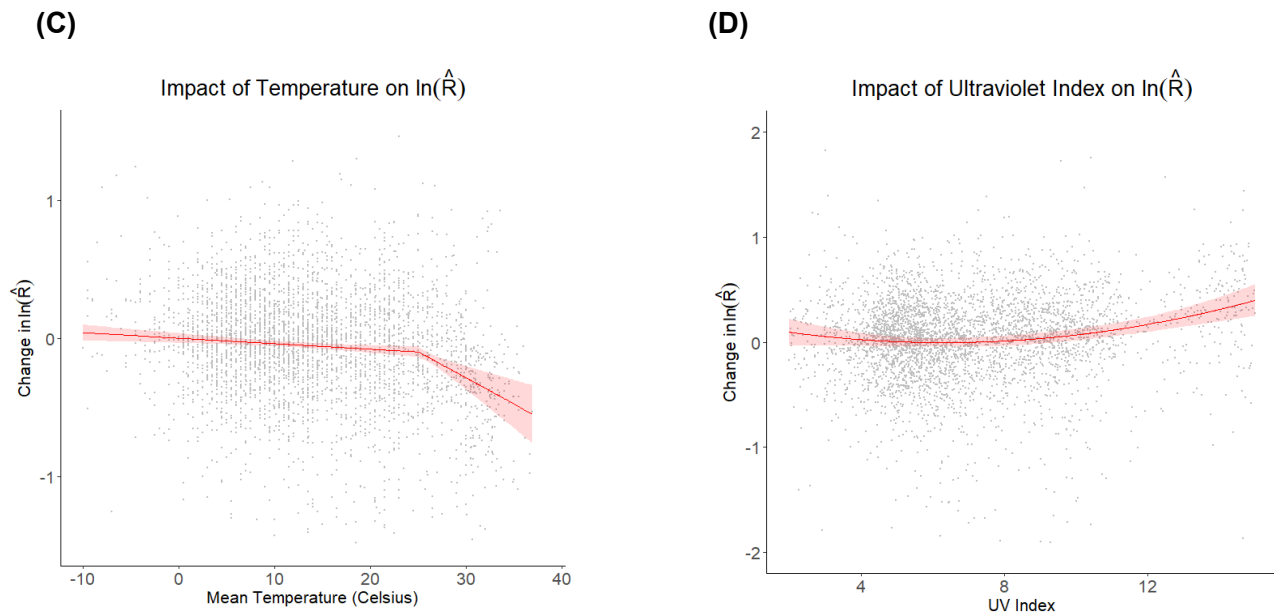 (C)
Impact of Temperature on ln(R̂)
1
0
-1
Change in ln(R̂)
-10 0 10 20 30 40
Mean Temperature (Celsius)
(D)
Impact of Ultraviolet Index on ln(R̂)
2
1
0
-1
-2
Change in ln(R̂)
4 8 12
UV Index